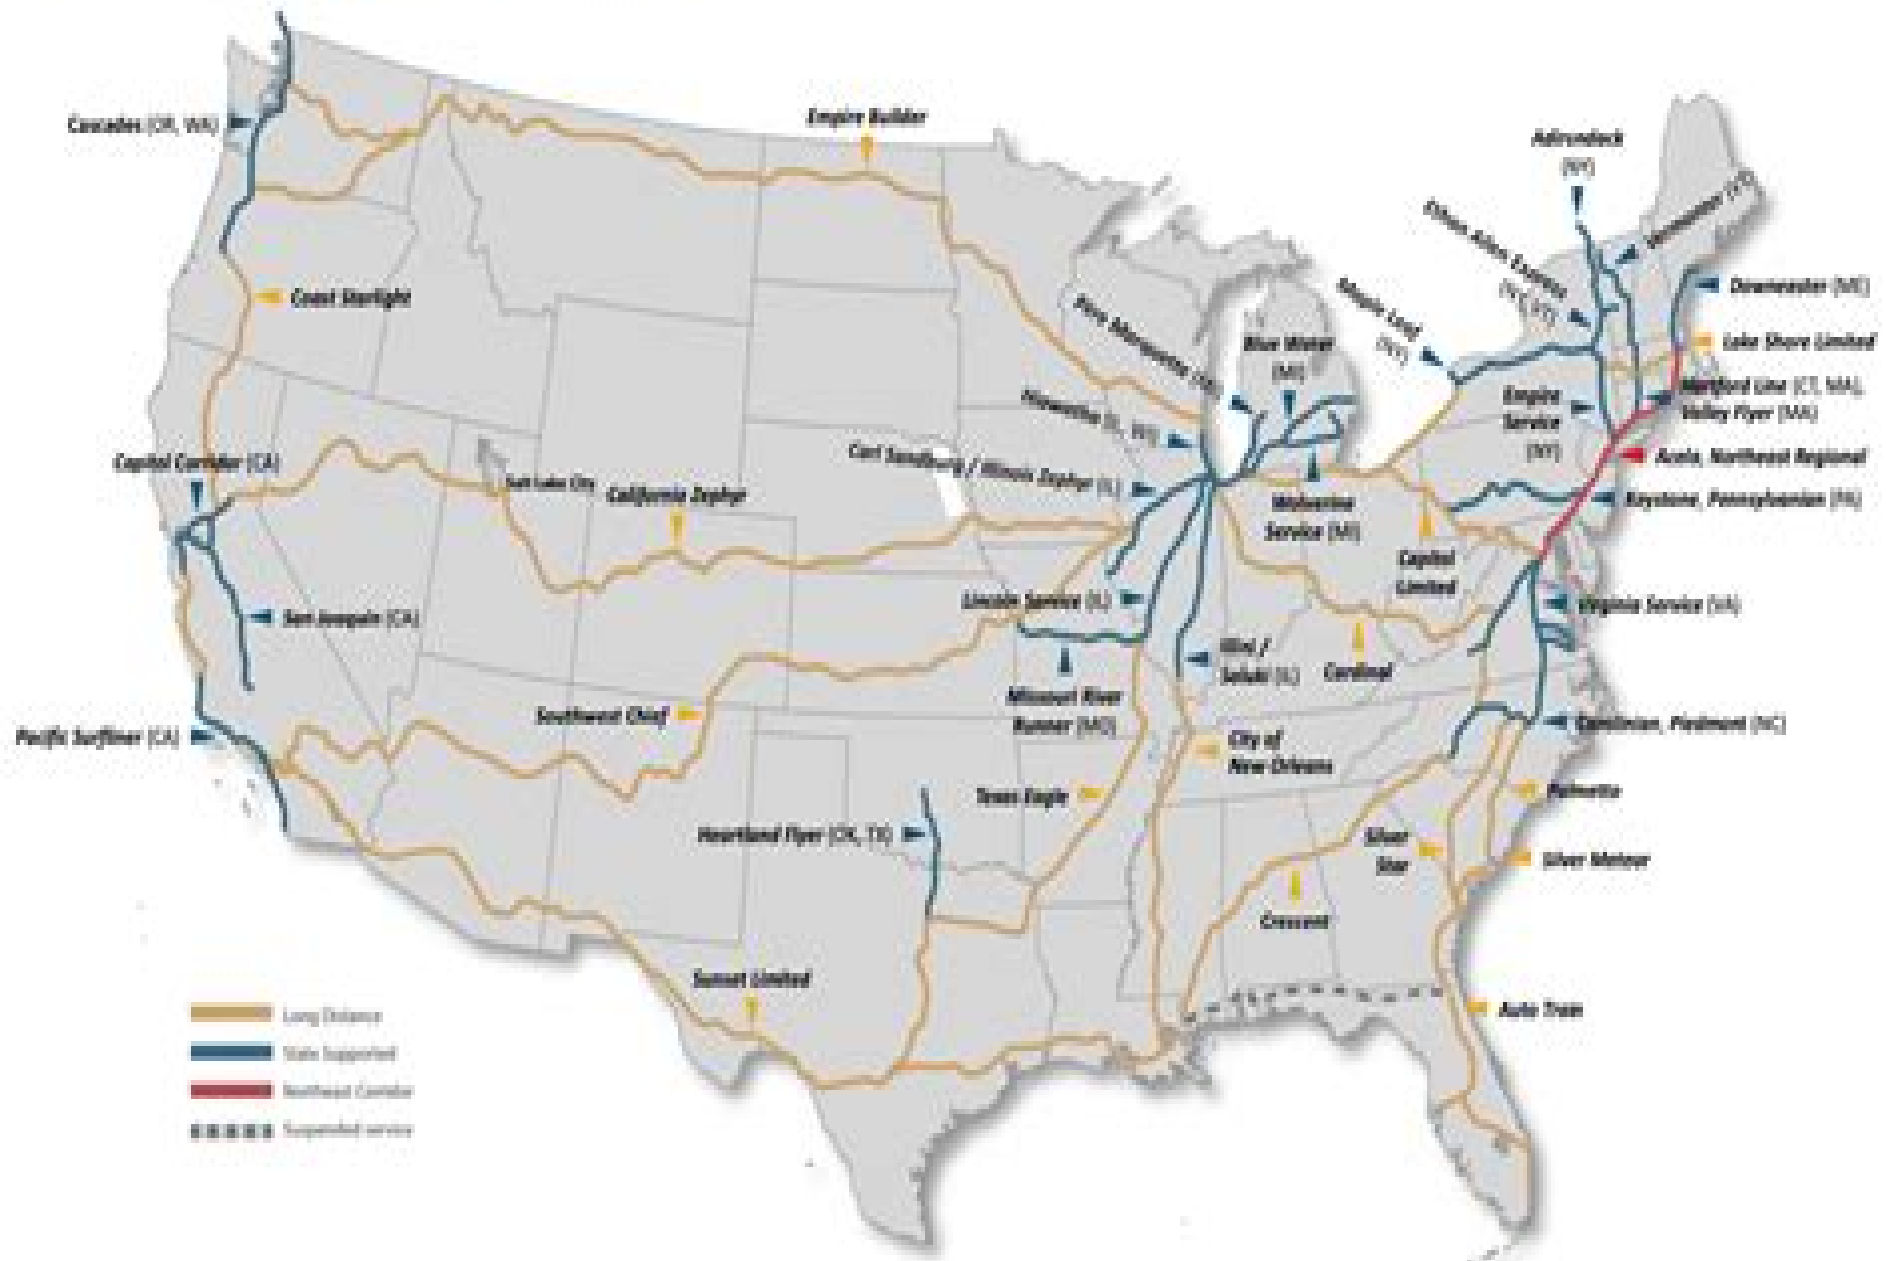 Cascades (OR, WA)
Empire Builder
Adirondack
(NY)
Vermonter (VT)
Ethan Allen Express
(NY, VT)
Coast Starlight
Maple Leaf
(NY)
Downeaster (ME)
Pere Marquette (MI)
Blue Water
(MI)
Lake Shore Limited
Hiawatha (IL, WI)
Empire
Service
(NY)
Hartford Line (CT, MA),
Valley Flyer (MA)
Capitol Corridor (CA)
Carl Sandburg / Illinois Zephyr (IL)
Acela, Northeast Regional
Salt Lake City
California Zephyr
Wolverine
Service (MI)
Keystone, Pennsylvanian (PA)
Capitol
Limited
San Joaquin (CA)
Lincoln Service (IL)
Virginia Service (VA)
Illini /
Saluki (IL)
Cardinal
Missouri River
Runner (MO)
Southwest Chief
Pacific Surfliner (CA)
Carolinian, Piedmont (NC)
City of
New Orleans
Texas Eagle
Palmetto
Heartland Flyer (OK, TX)
Silver
Star
Silver Meteor
Crescent
Sunset Limited
Auto Train
Long Distance
State Supported
Northeast Corridor
Suspended service